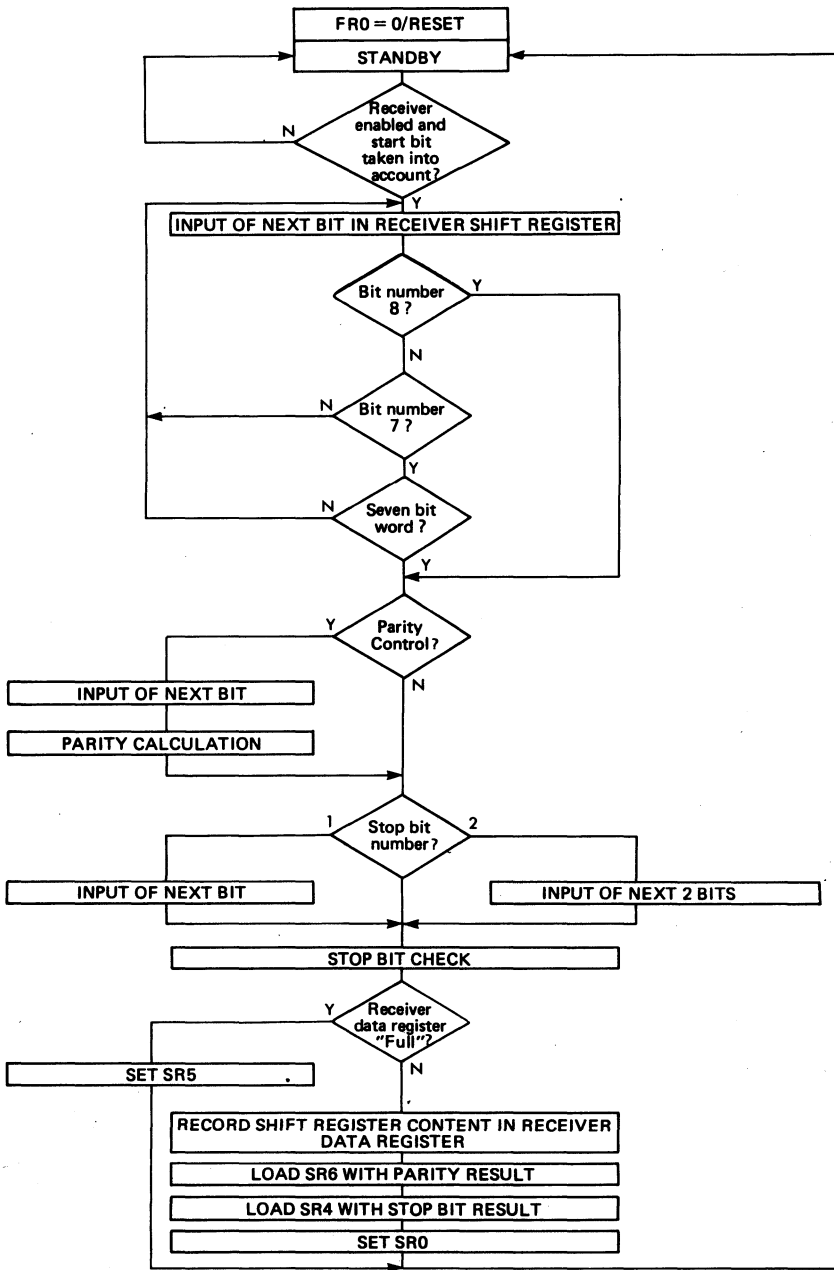 FR0 = 0/RESET
STANDBY
Receiver
enabled and
start bit
taken into
account?
N
Y
INPUT OF NEXT BIT IN RECEIVER SHIFT REGISTER
Bit number
8 ?
Y
N
Bit number
7 ?
N
Y
Seven bit
word ?
N
Y
Parity
Control?
Y
N
INPUT OF NEXT BIT
PARITY CALCULATION
Stop bit
number?
1
2
INPUT OF NEXT BIT
INPUT OF NEXT 2 BITS
STOP BIT CHECK
Receiver
data register
"Full"?
Y
N
SET SR5
RECORD SHIFT REGISTER CONTENT IN RECEIVER
DATA REGISTER
LOAD SR6 WITH PARITY RESULT
LOAD SR4 WITH STOP BIT RESULT
SET SR0